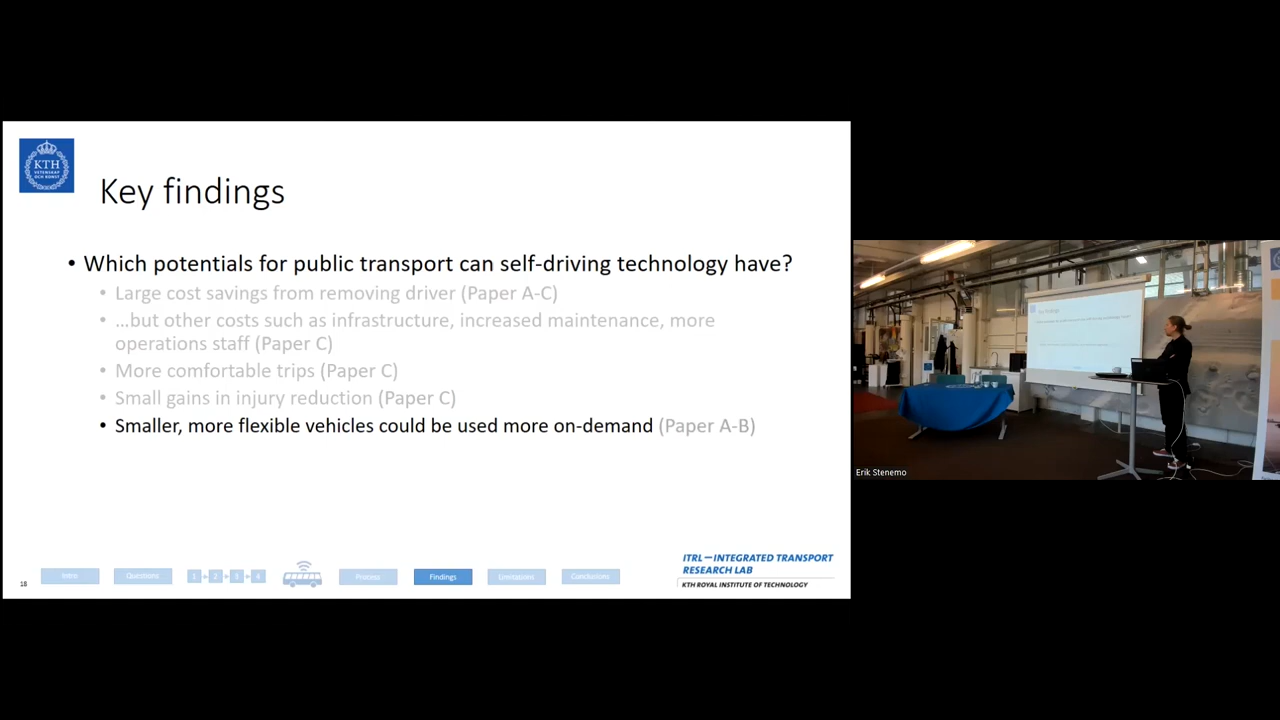 KTH
VETENSKAP
OCH KONST
Key findings
• Which potentials for public transport can self-driving technology have?
• Large cost savings from removing driver (Paper A-C)
• …but other costs such as infrastructure, increased maintenance, more
operations staff (Paper C)
• More comfortable trips (Paper C)
• Small gains in injury reduction (Paper C)
• Smaller, more flexible vehicles could be used more on-demand (Paper A-B)
18
Intro
Questions
1 2 3 4
Process
Findings
Limitations
Conclusions
ITRL—INTEGRATED TRANSPORT
RESEARCH LAB
KTH ROYAL INSTITUTE OF TECHNOLOGY
Key findings
Erik Stenemo